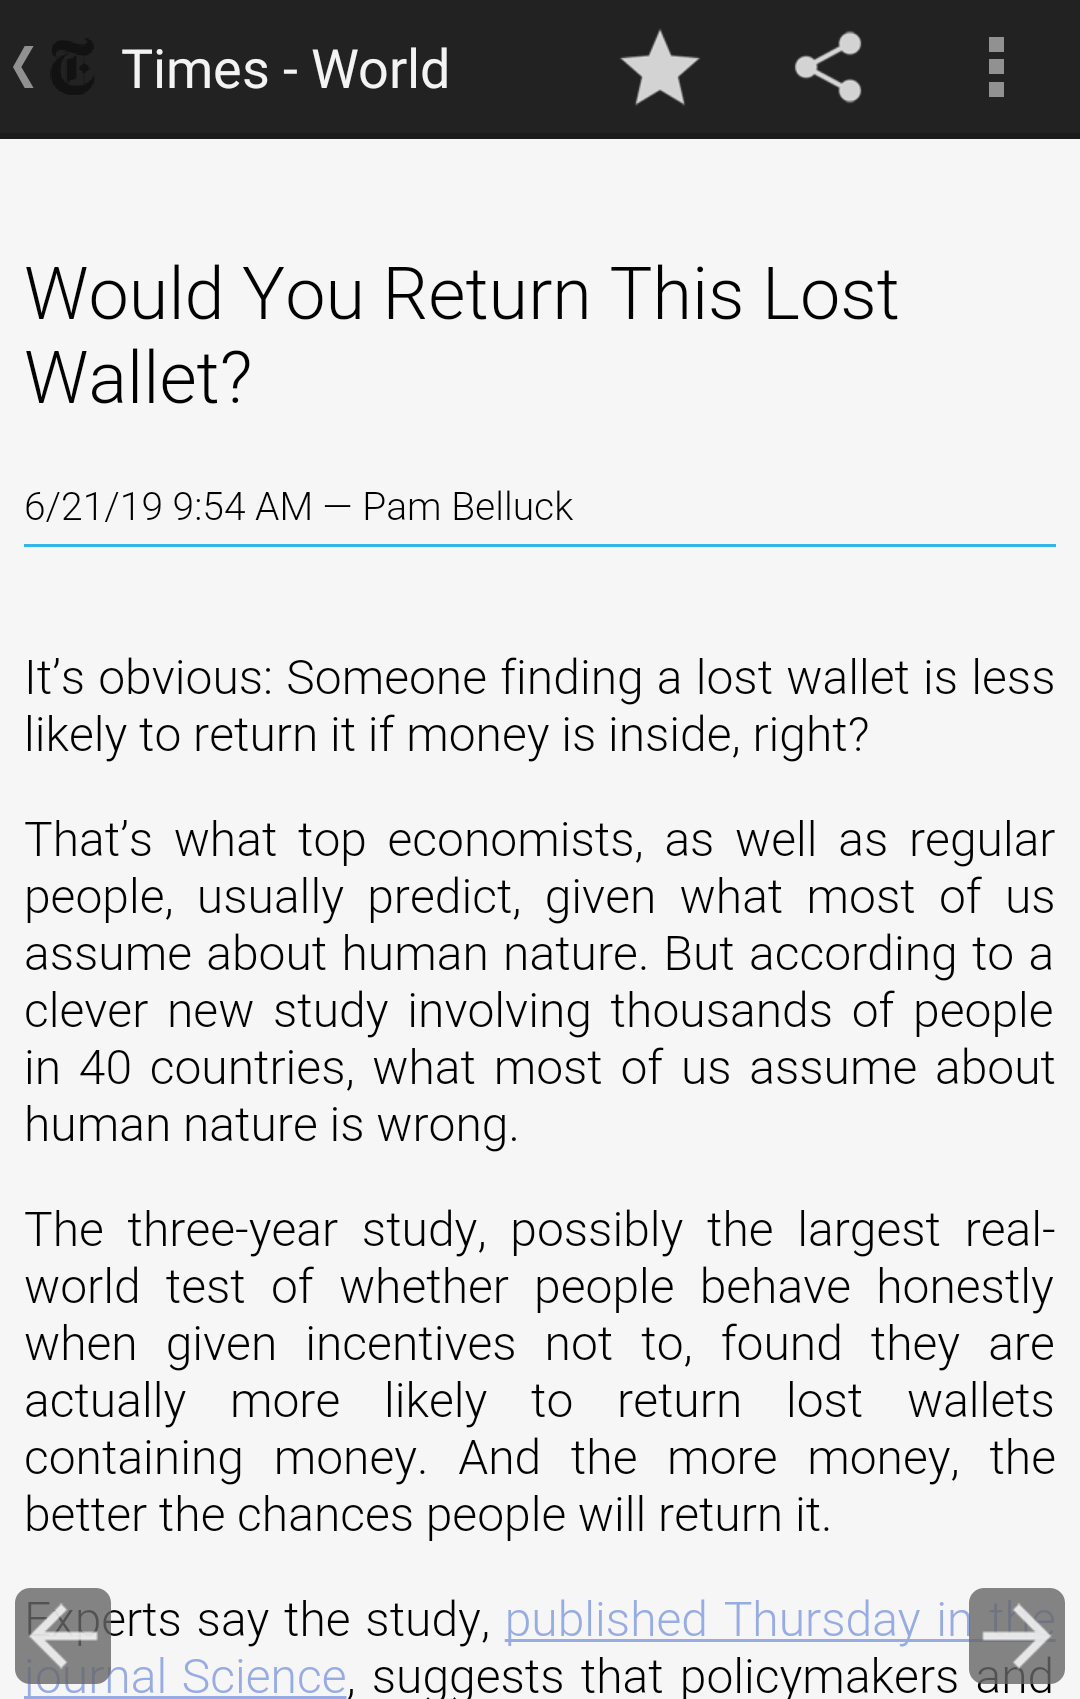 Times - World
Would You Return This Lost
Wallet?
6/21/19 9:54 AM — Pam Belluck
It’s obvious: Someone finding a lost wallet is less
likely to return it if money is inside, right?
That’s what top economists, as well as regular
people, usually predict, given what most of us
assume about human nature. But according to a
clever new study involving thousands of people
in 40 countries, what most of us assume about
human nature is wrong.
The three-year study, possibly the largest real-
world test of whether people behave honestly
when given incentives not to, found they are
actually more likely to return lost wallets
containing money. And the more money, the
better the chances people will return it.
Experts say the study, published Thursday in the
journal Science, suggests that policymakers and